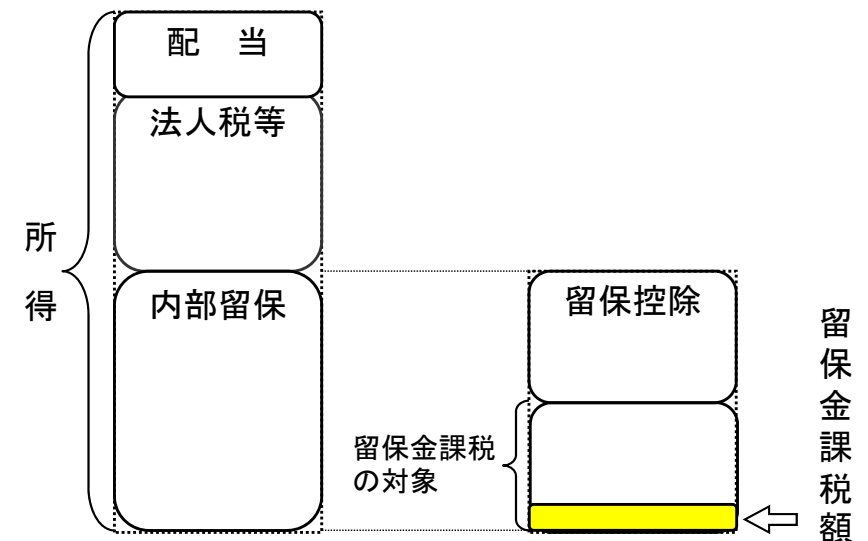 配　当
法人税等
所得
内部留保
留保控除
留保金課税
の対象
留保金課税額